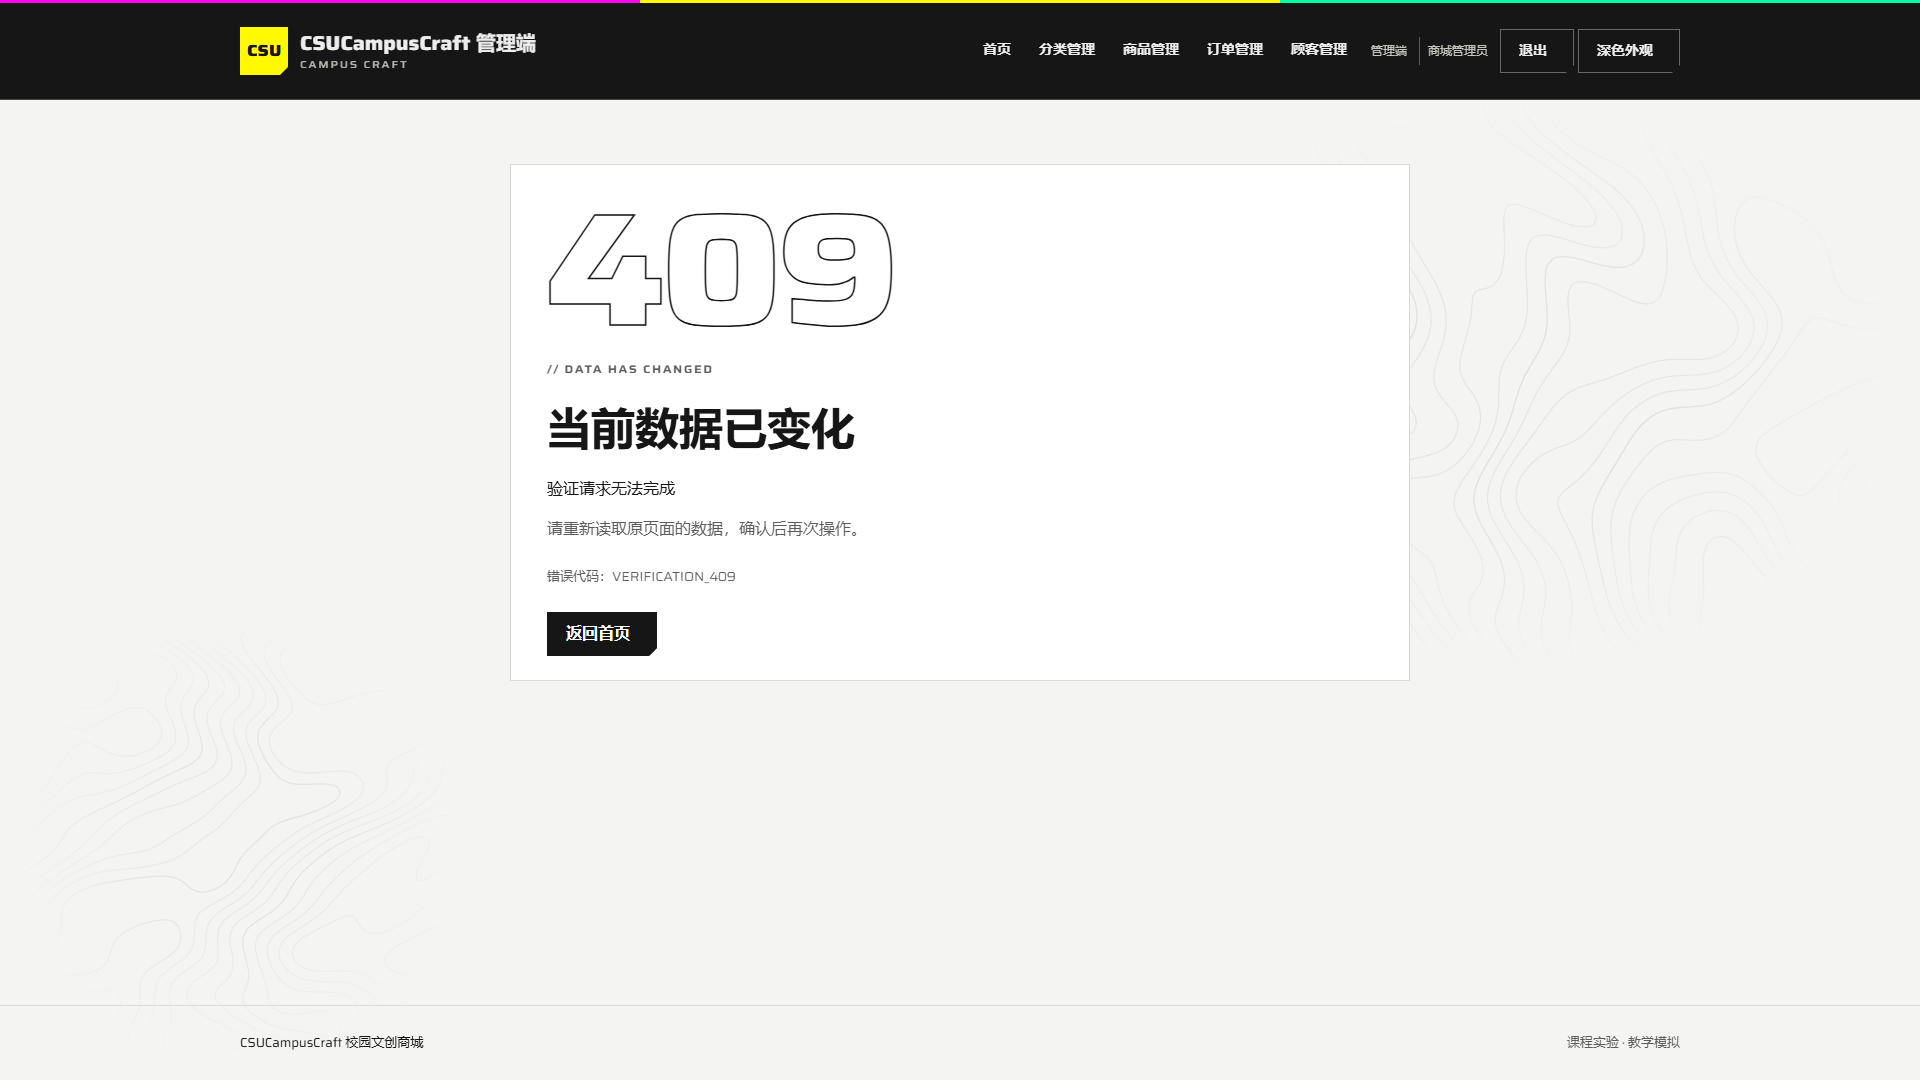 CSU
CSUCampusCraft 管理端
CAMPUS CRAFT
首页 分类管理 商品管理 订单管理 顾客管理 管理端 商城管理员 退出 深色外观
409
// DATA HAS CHANGED
当前数据已变化
验证请求无法完成
请重新读取原页面的数据，确认后再次操作。
错误代码：VERIFICATION_409
返回首页
CSUCampusCraft 校园文创商城
课程实验 · 教学模拟